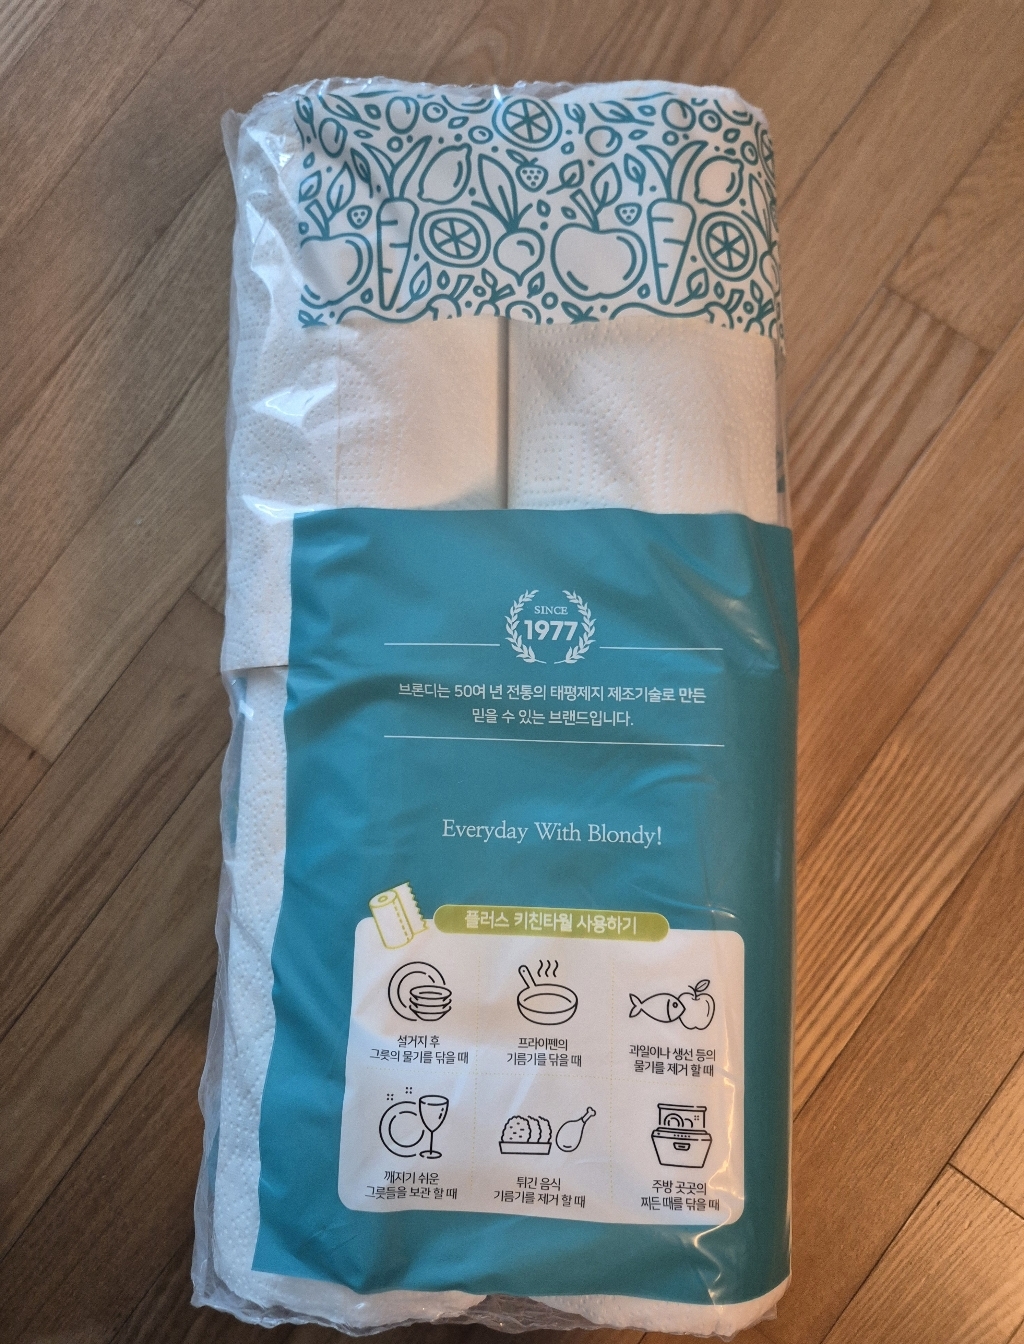 SINCE
1977
브론디는 50여 년 전통의 태평제지 제조기술로 만든
믿을 수 있는 브랜드입니다.
Everyday With Blondy!
플러스 키친타월 사용하기
설거지 후
그릇의 물기를 닦을 때
프라이팬의
기름기를 닦을 때
과일이나 생선 등의
물기를 제거 할 때
깨지기 쉬운
그릇들을 보관 할 때
튀긴 음식
기름기를 제거 할 때
주방 곳곳의
찌든 때를 닦을 때